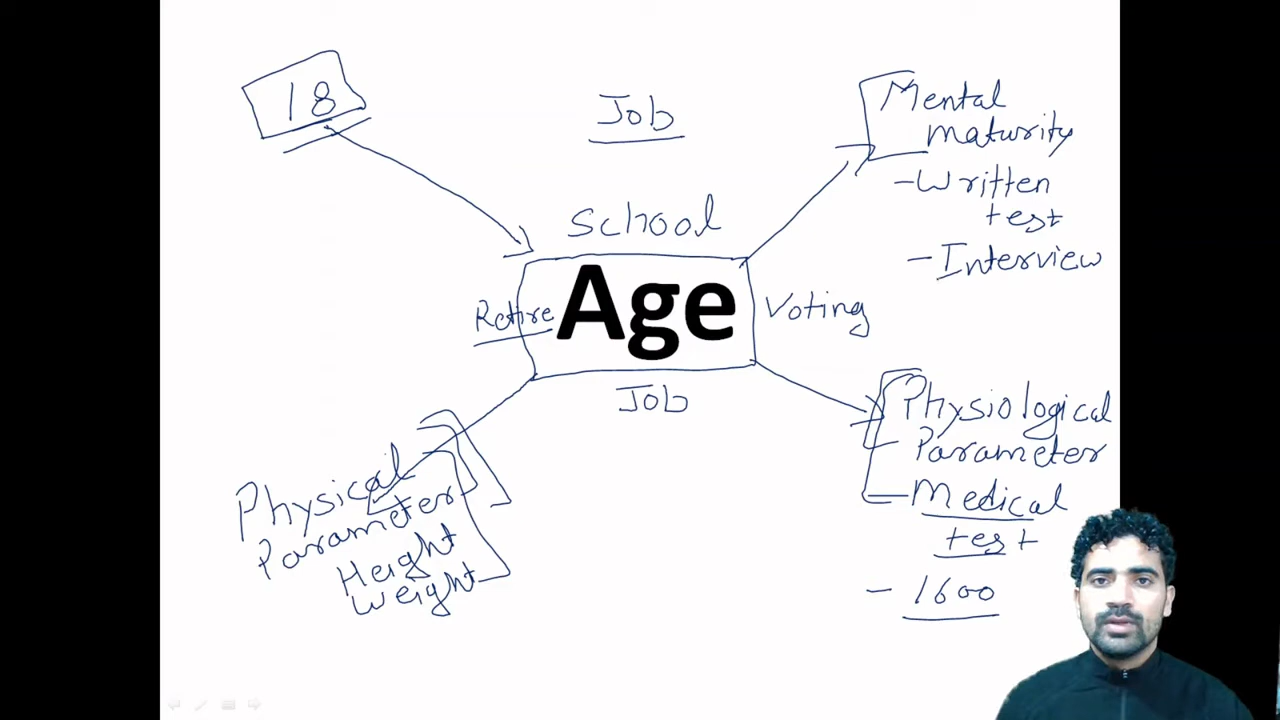 18
Job
Mental
maturity
- Written
test
- Interview
School
Retire
Age
Voting
Job
Physiological
Parameter
- Medical
test
- 1600
Physical
Parameter
Height
Weight